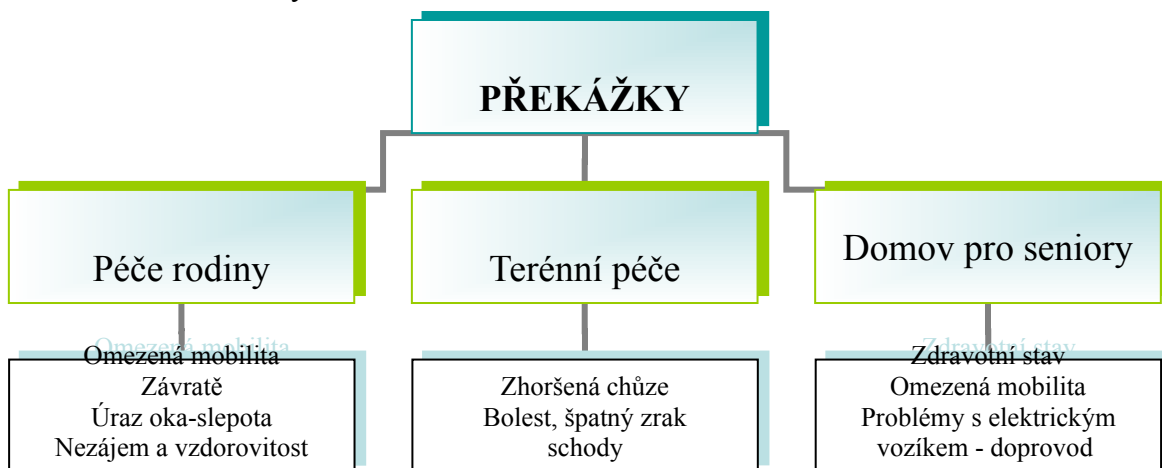 PŘEKÁŽKY
Péče rodiny
Terénní péče
Domov pro seniory
Omezená mobilita
Závratě
Úraz oka-slepota
Nezájem a vzdorovitost
Zhoršená chůze
Bolest, špatný zrak
schody
Zdravotní stav
Omezená mobilita
Problémy s elektrickým
vozíkem - doprovod